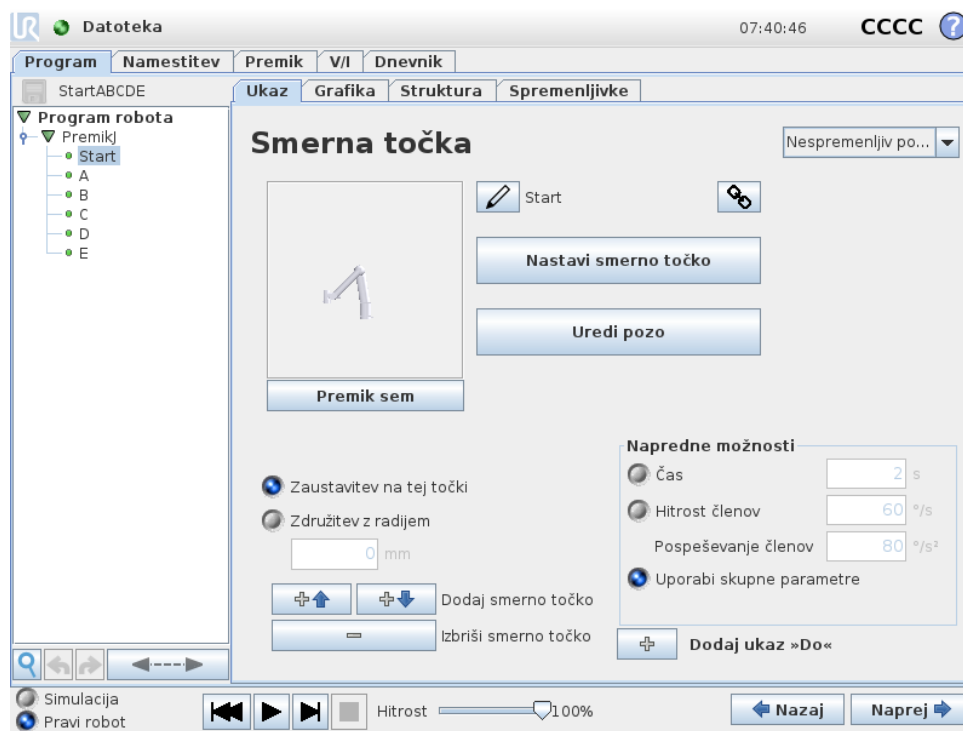 UR Datoteka 07:40:46 CCCC ?
Program Namestitev Premik V/I Dnevnik
StartABCDE
Ukaz Grafika Struktura Spremenljivke
Program robota
PremikJ
Start
A
B
C
D
E
Smerna točka
Nespremenljiv po...
Start
Nastavi smerno točko
Uredi pozo
Premik sem
Zaustavitev na tej točki
Združitev z radijem
0 mm
Dodaj smerno točko
Izbriši smerno točko
Napredne možnosti
Čas 2 s
Hitrost členov 60 °/s
Pospeševanje členov 80 °/s²
Uporabi skupne parametre
Dodaj ukaz »Do«
Simulacija
Pravi robot
Hitrost 100%
Nazaj
Naprej